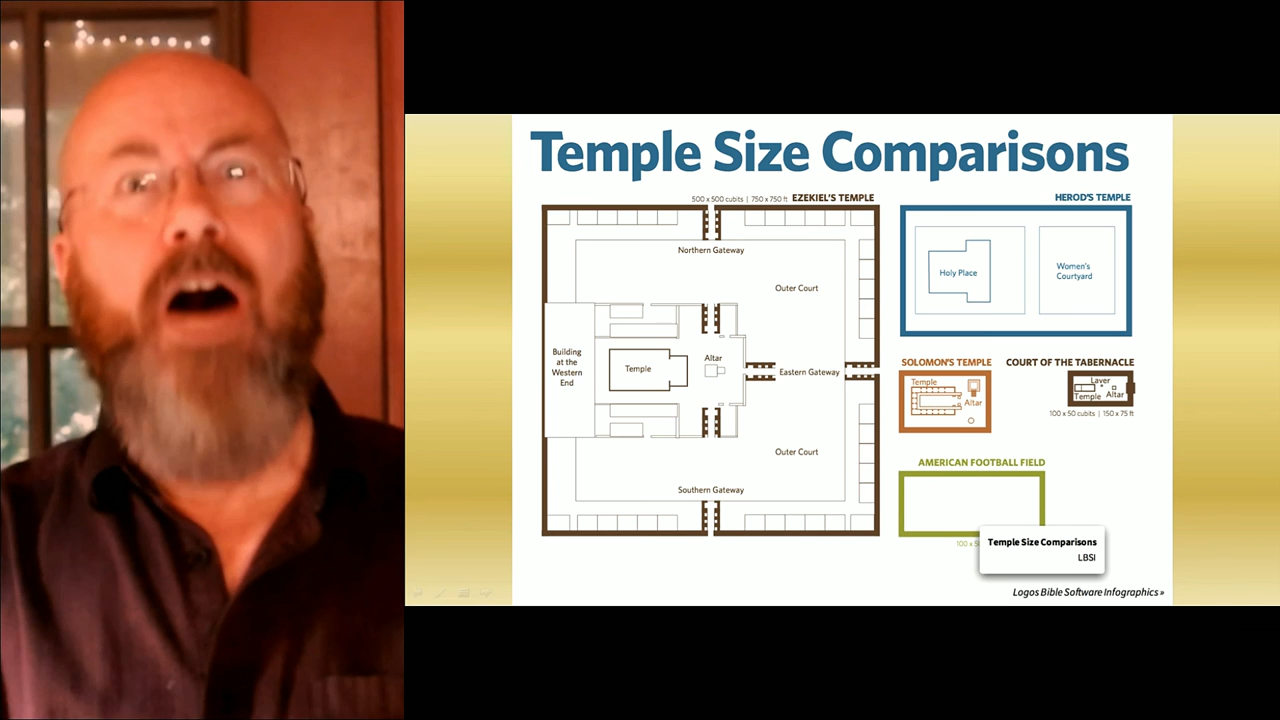 Temple Size Comparisons
500 x 500 cubits | 750 x 750 ft EZEKIEL'S TEMPLE
Northern Gateway
Outer Court
Building
at the
Western
End
Temple
Altar
Eastern Gateway
Outer Court
Southern Gateway
HEROD'S TEMPLE
Holy Place
Women's
Courtyard
SOLOMON'S TEMPLE
Temple
Altar
COURT OF THE TABERNACLE
Laver
Temple
Altar
100 x 50 cubits | 150 x 75 ft
AMERICAN FOOTBALL FIELD
100 x
Temple Size Comparisons
LBSI
Logos Bible Software Infographics »